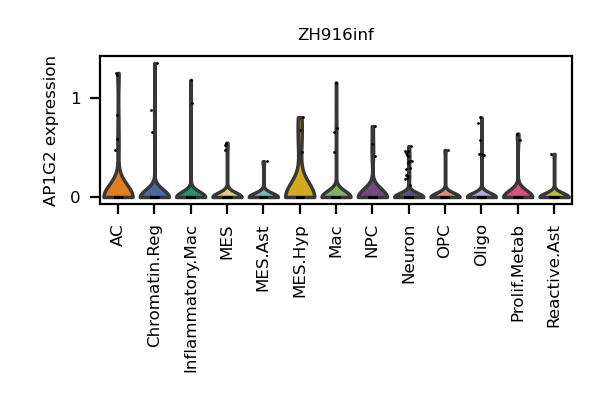 ZH916inf
AP1G2 expression
1
0
AC
Chromatin.Reg
Inflammatory.Mac
MES
MES.Ast
MES.Hyp
Mac
NPC
Neuron
OPC
Oligo
Prolif.Metab
Reactive.Ast